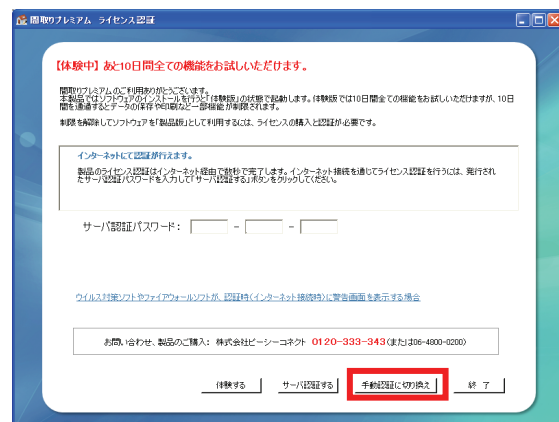 間取りプレミアム ライセンス認証
【体験中】あと10日間全ての機能をお試しいただけます。
間取りプレミアムのご利用ありがとうございます。
本製品ではソフトウェアのインストールを行うと「体験版」の状態で起動します。体験版では10日間全ての機能をお試しいただけますが、10日
間を過ぎるとデータの保存や印刷など一部機能が制限されます。
制限を解除してソフトウェアを「製品版」として利用するには、ライセンスの購入と認証が必要です。
インターネットにて認証が行えます。
製品のライセンス認証はインターネット経由で数秒で完了します。インターネット接続を通じてライセンス認証を行うには、発行され
たサーバ認証パスワードを入力して「サーバ認証する」ボタンをクリックしてください。
サーバ認証パスワード： － －
ウイルス対策ソフトやファイアウォールソフトが、認証時（インターネット接続時）に警告画面を表示する場合
お問い合わせ、製品のご購入： 株式会社ピーシーコネクト 0120-333-343（または06-4800-0200）
体験する サーバ認証する 手動認証に切り換え 終 了